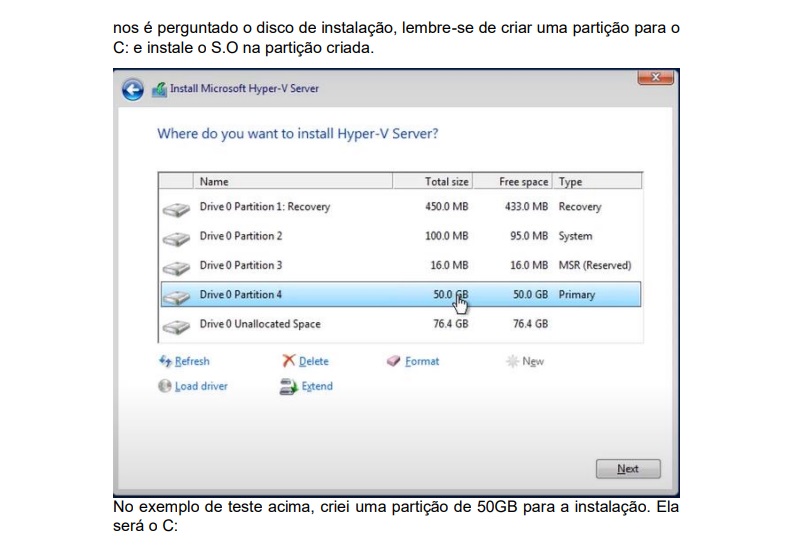 nos é perguntado o disco de instalação, lembre-se de criar uma partição para o
C: e instale o S.O na partição criada.
Install Microsoft Hyper-V Server
Where do you want to install Hyper-V Server?
Name Total size Free space Type
Drive 0 Partition 1: Recovery 450.0 MB 433.0 MB Recovery
Drive 0 Partition 2 100.0 MB 95.0 MB System
Drive 0 Partition 3 16.0 MB 16.0 MB MSR (Reserved)
Drive 0 Partition 4 50.0 GB 50.0 GB Primary
Drive 0 Unallocated Space 76.4 GB 76.4 GB
Refresh Delete Format New
Load driver Extend
Next
No exemplo de teste acima, criei uma partição de 50GB para a instalação. Ela
será o C: